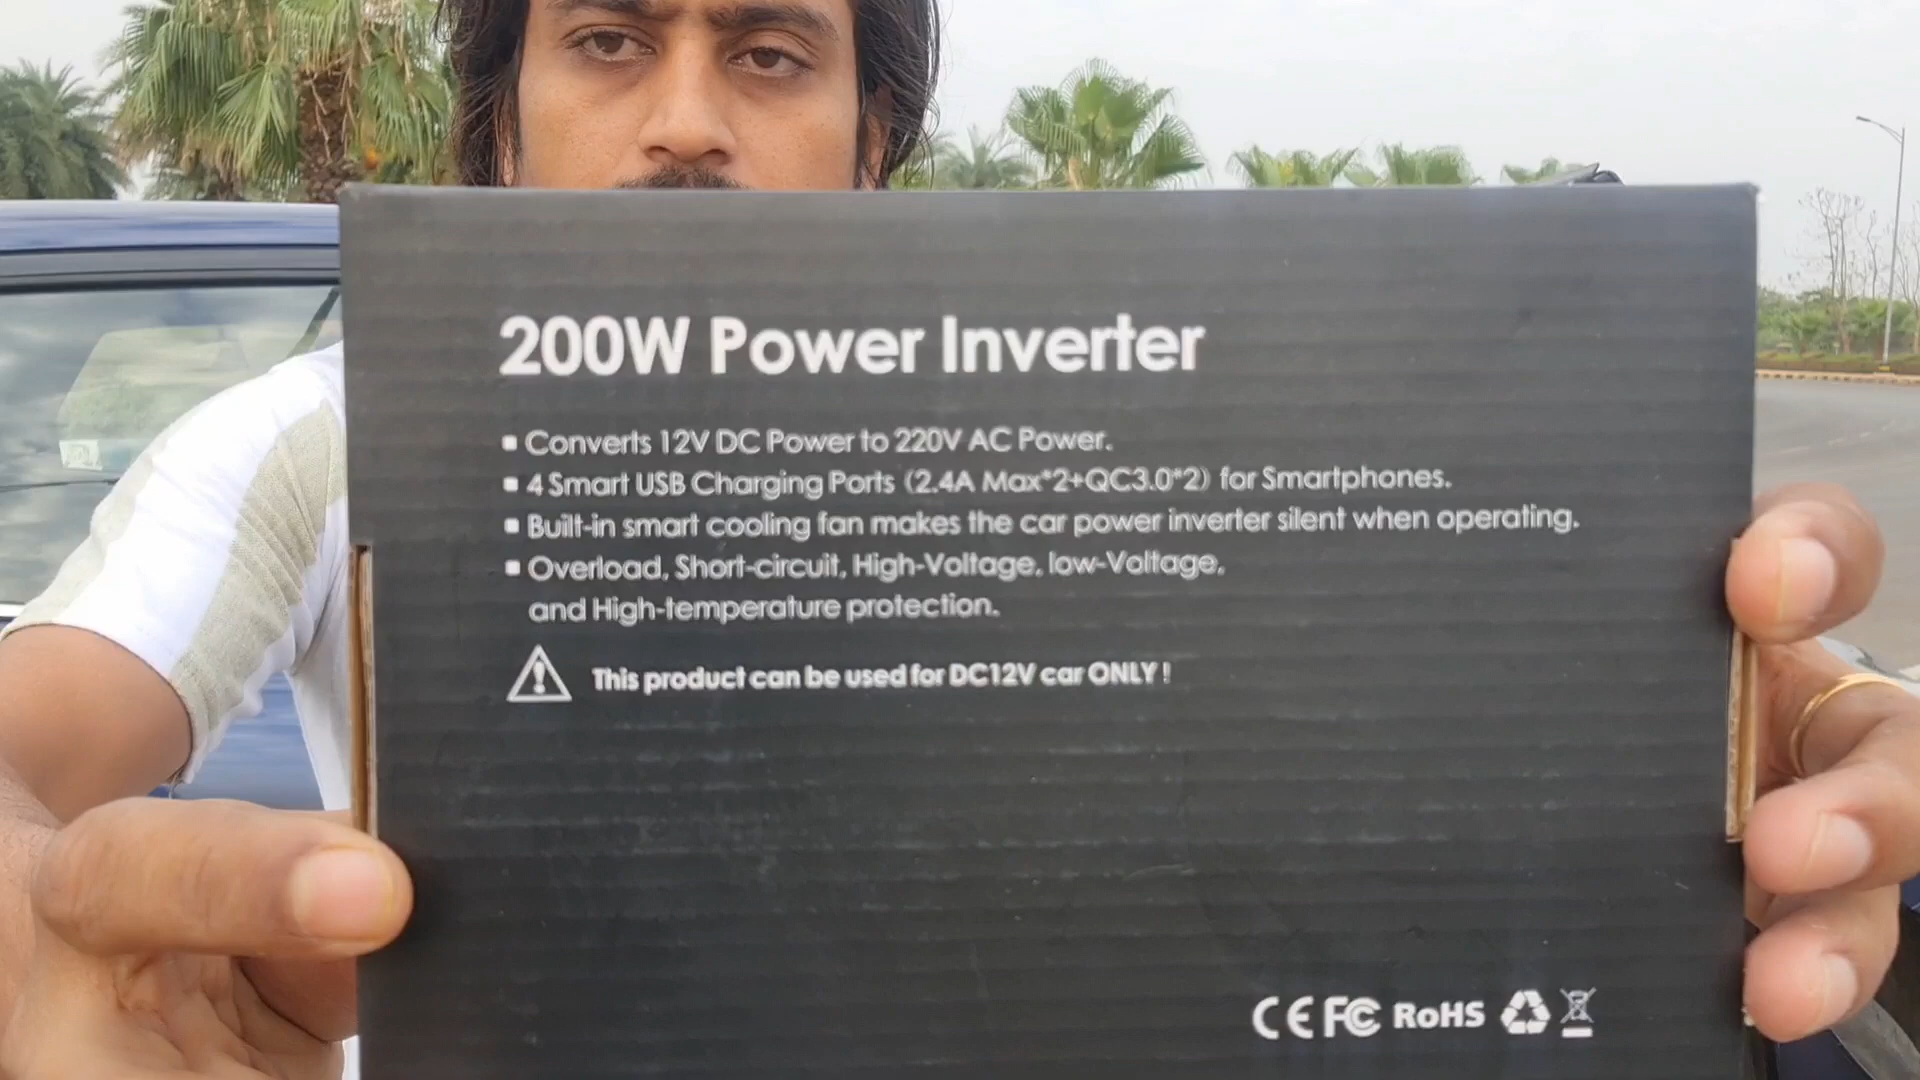 200W Power Inverter
▪ Converts 12V DC Power to 220V AC Power.
▪ 4 Smart USB Charging Ports (2.4A Max*2+QC3.0*2) for Smartphones.
▪ Built-in smart cooling fan makes the car power inverter silent when operating.
▪ Overload, Short-circuit, High-Voltage, low-Voltage,
and High-temperature protection.
This product can be used for DC12V car ONLY!
CE FC RoHS